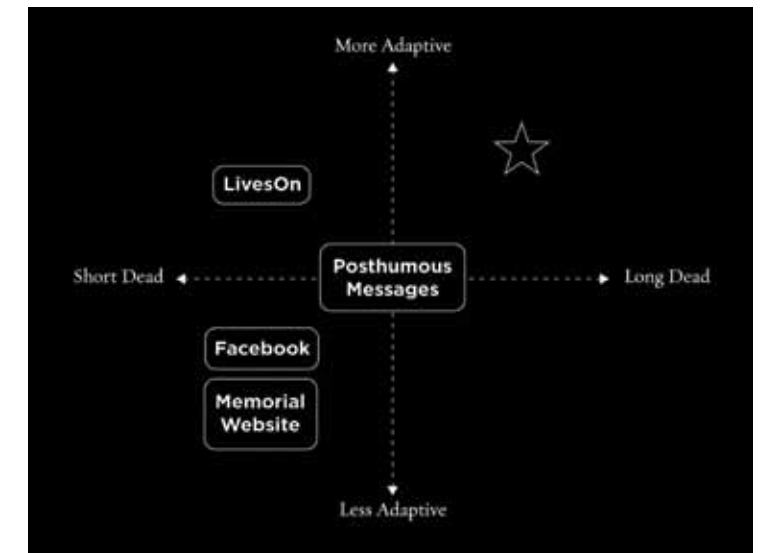 More Adaptive
LivesOn
Posthumous
Messages
Short Dead
Long Dead
Facebook
Memorial
Website
Less Adaptive